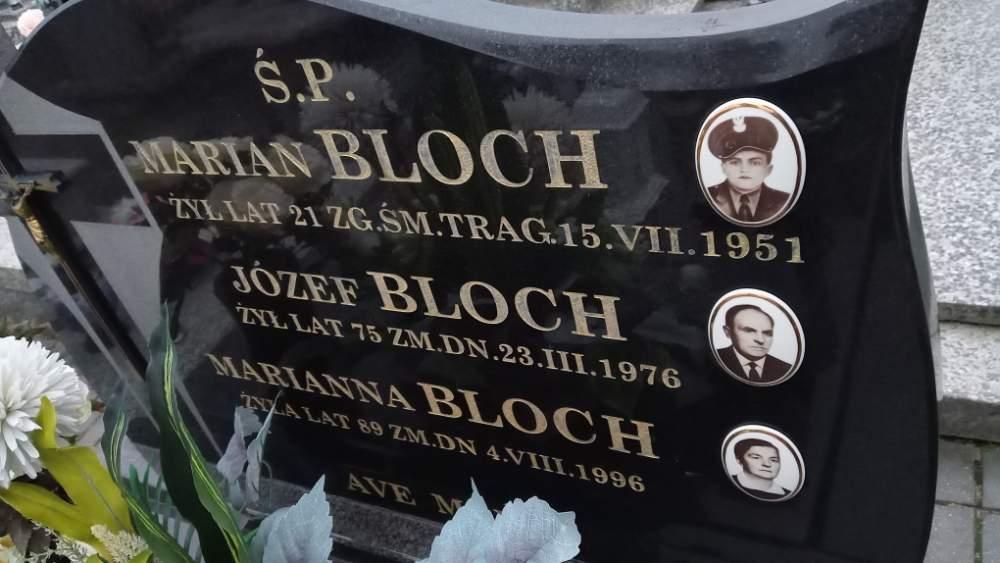 Ś.P.
MARIAN BLOCH
ŻYŁ LAT 21 ZG.ŚM.TRAG.15.VII.1951
JÓZEF BLOCH
ŻYŁ LAT 75 ZM.DN.23.III.1976
MARIANNA BLOCH
ŻYŁA LAT 89 ZM.DN 4.VIII.1996
AVE